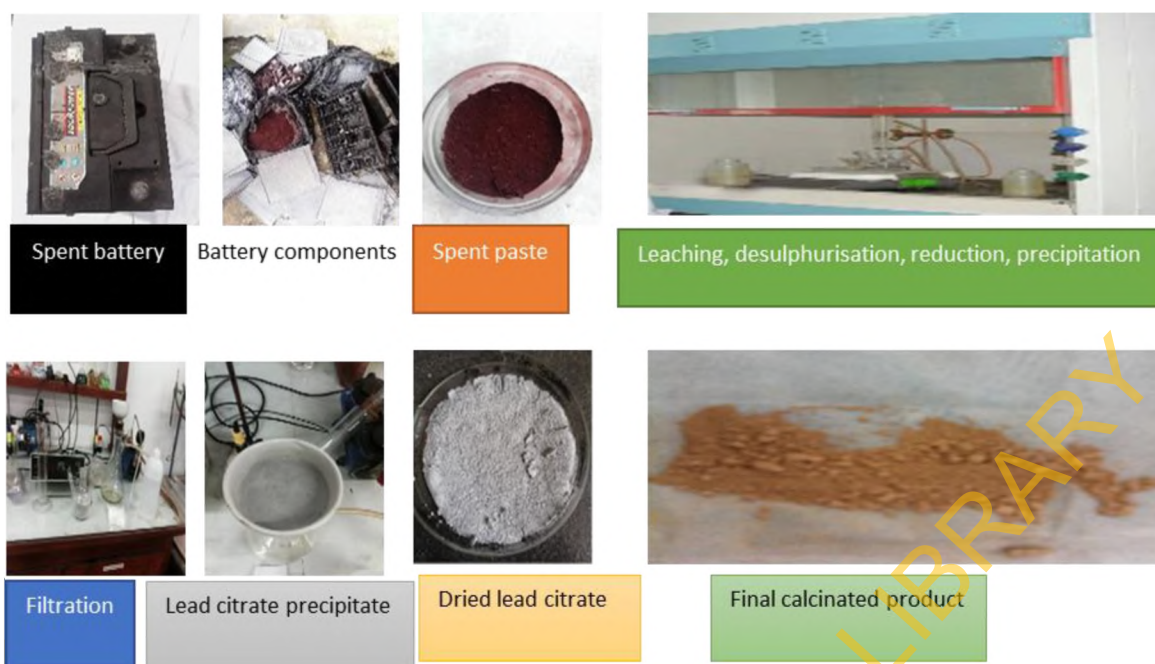 Spent battery
Battery components
Spent paste
Leaching, desulphurisation, reduction, precipitation
Filtration
Lead citrate precipitate
Dried lead citrate
Final calcinated product
LIBRARY